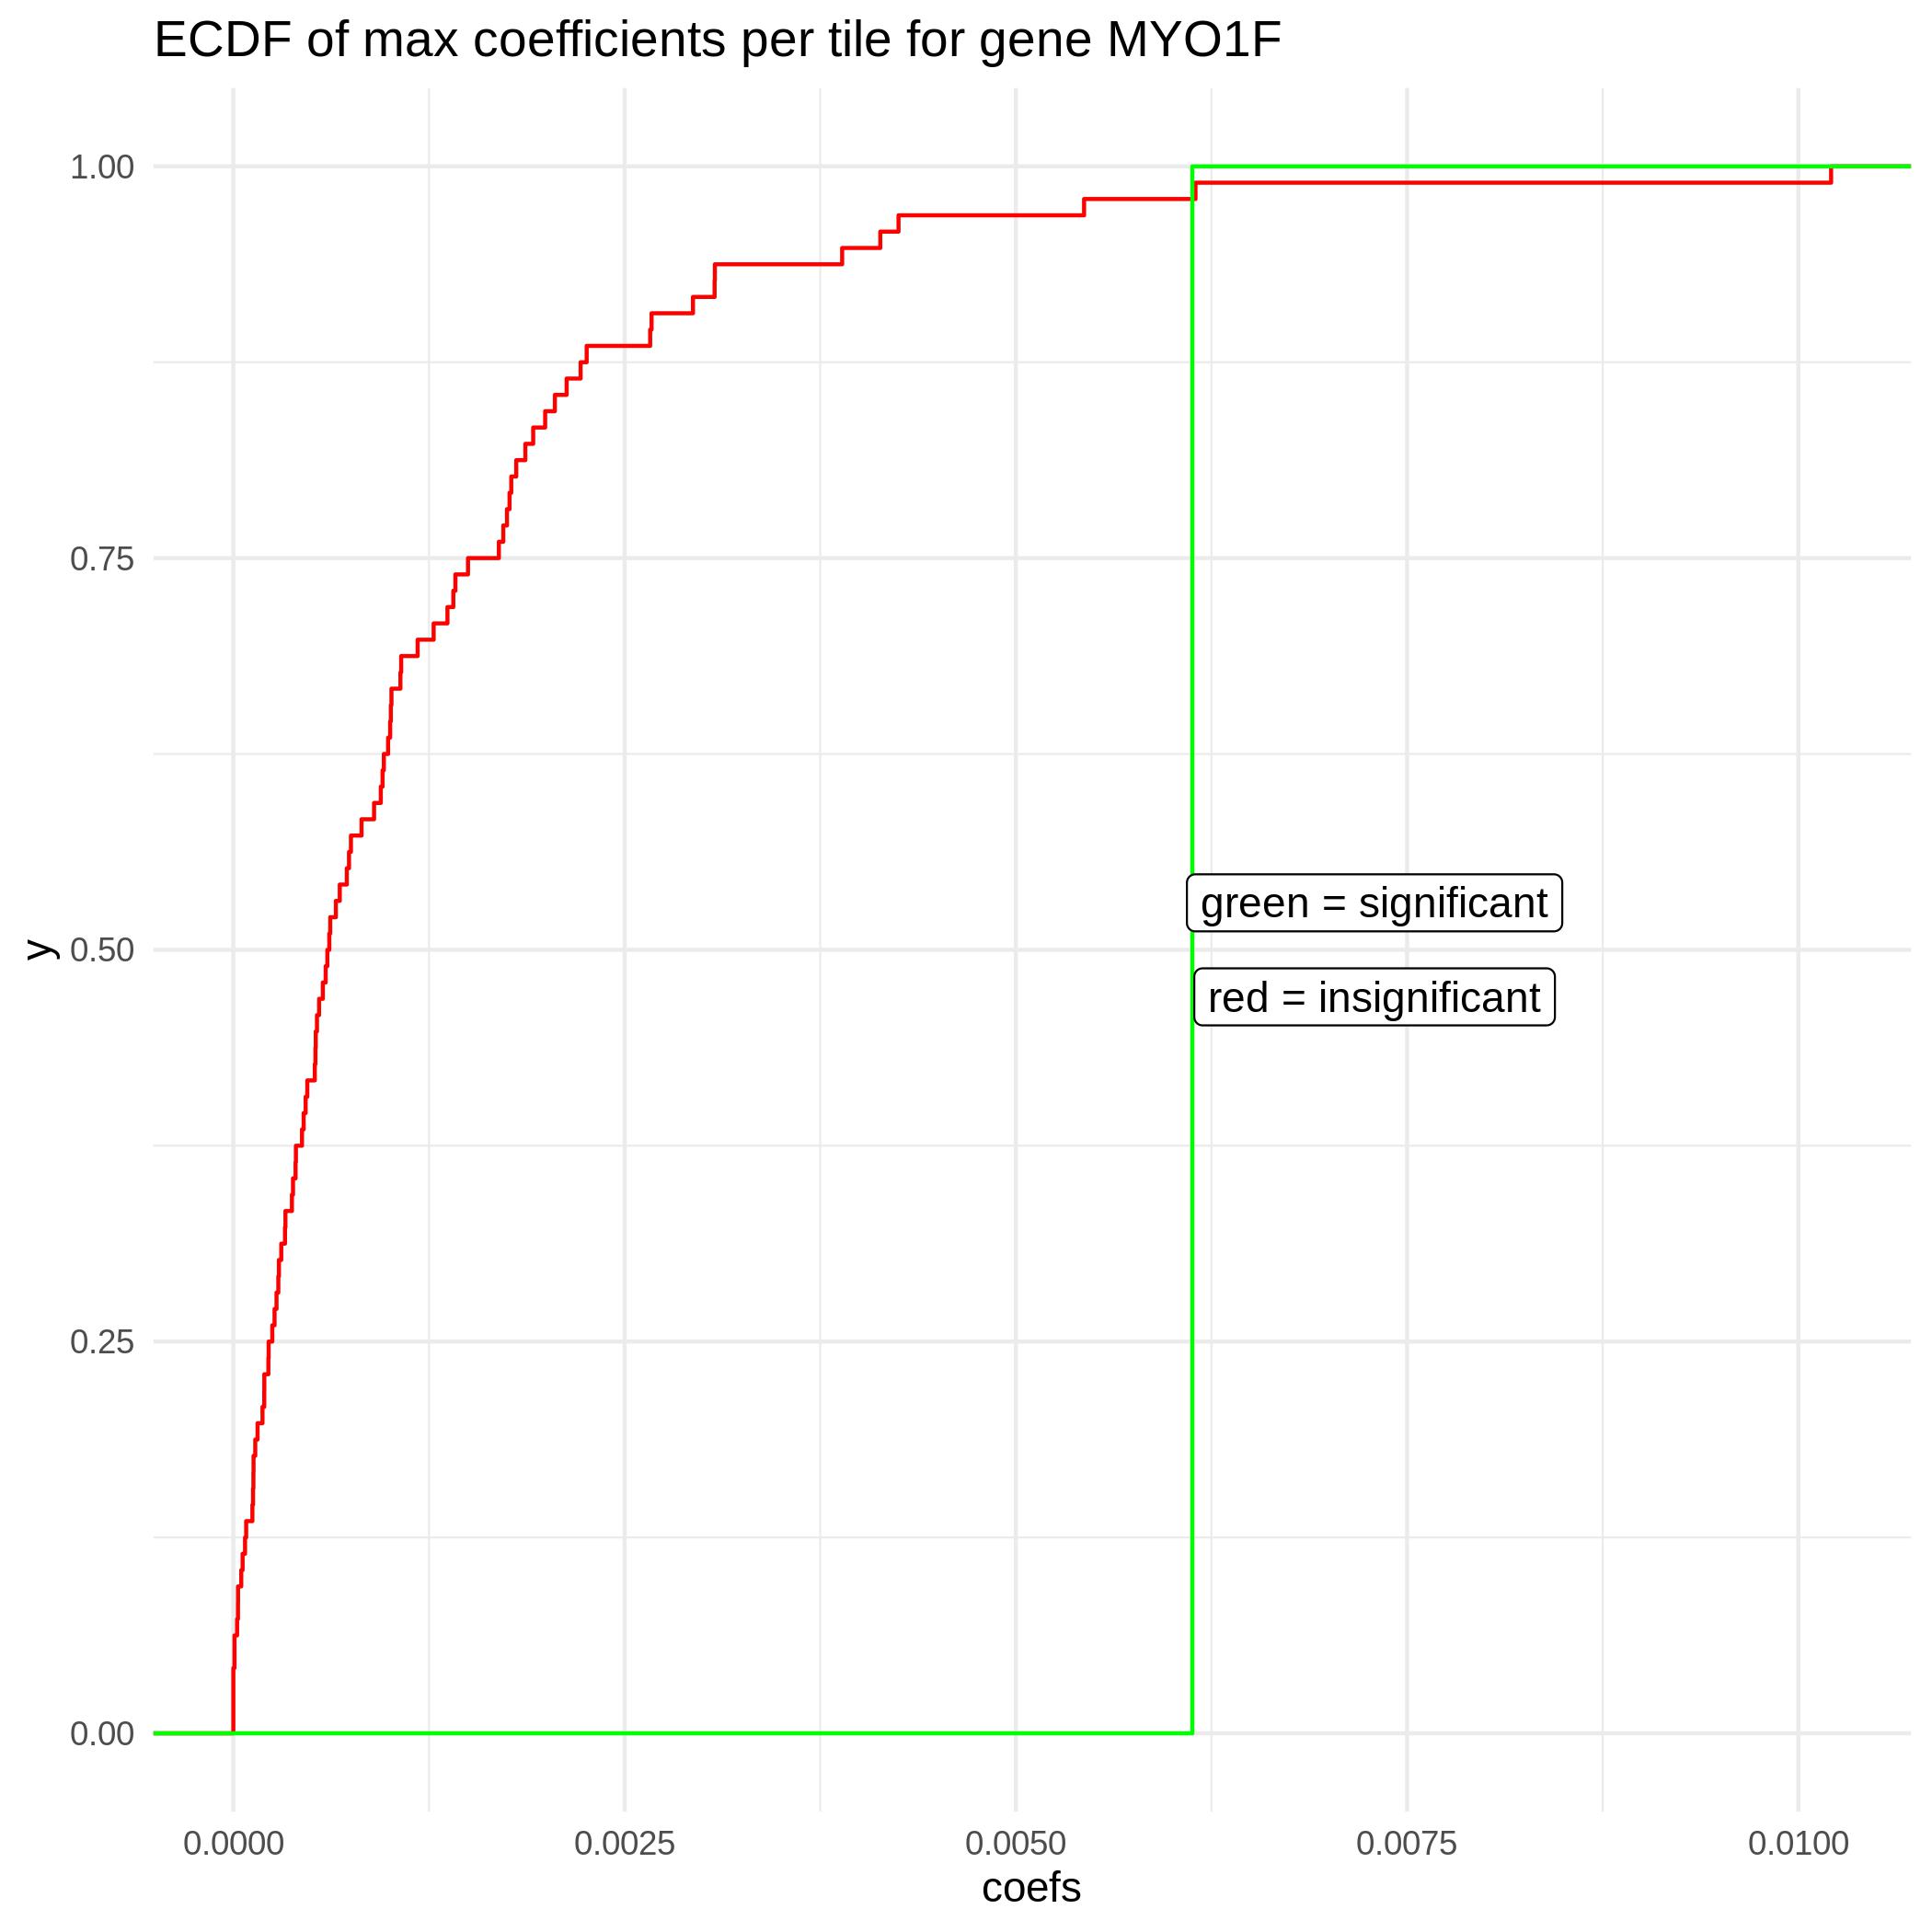 ECDF of max coefficients per tile for gene MYO1F
1.00
0.75
0.50
0.25
0.00
y
green = significant
red = insignificant
0.0000
0.0025
0.0050
0.0075
0.0100
coefs